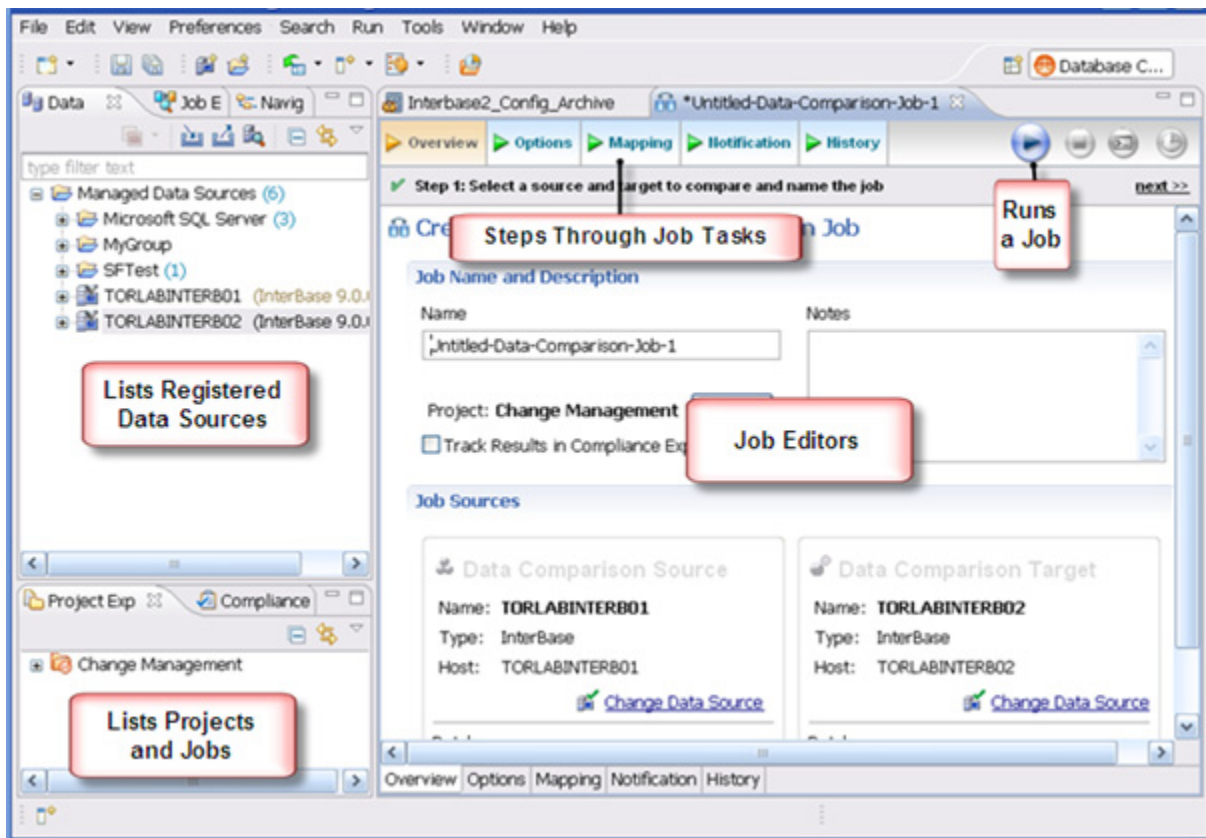 File Edit View Preferences Search Run Tools Window Help
Database C...
Data Job E Navig
type filter text
Managed Data Sources (6)
Microsoft SQL Server (3)
MyGroup
SFTest (1)
TORLABINTERB01 (InterBase 9.0.
TORLABINTERB02 (InterBase 9.0.
Lists Registered
Data Sources
Project Exp Compliance
Change Management
Lists Projects
and Jobs
Interbase2_Config_Archive *Untitled-Data-Comparison-Job-1
Overview Options Mapping Notification History
Step 1: Select a source and target to compare and name the job next >>
Runs
a Job
Steps Through Job Tasks
Cre n Job
Job Name and Description
Name Notes
Untitled-Data-Comparison-Job-1
Project: Change Management
Track Results in Compliance Exp
Job Editors
Job Sources
Data Comparison Source
Name: TORLABINTERB01
Type: InterBase
Host: TORLABINTERB01
Change Data Source
Data Comparison Target
Name: TORLABINTERB02
Type: InterBase
Host: TORLABINTERB02
Change Data Source
Overview Options Mapping Notification History